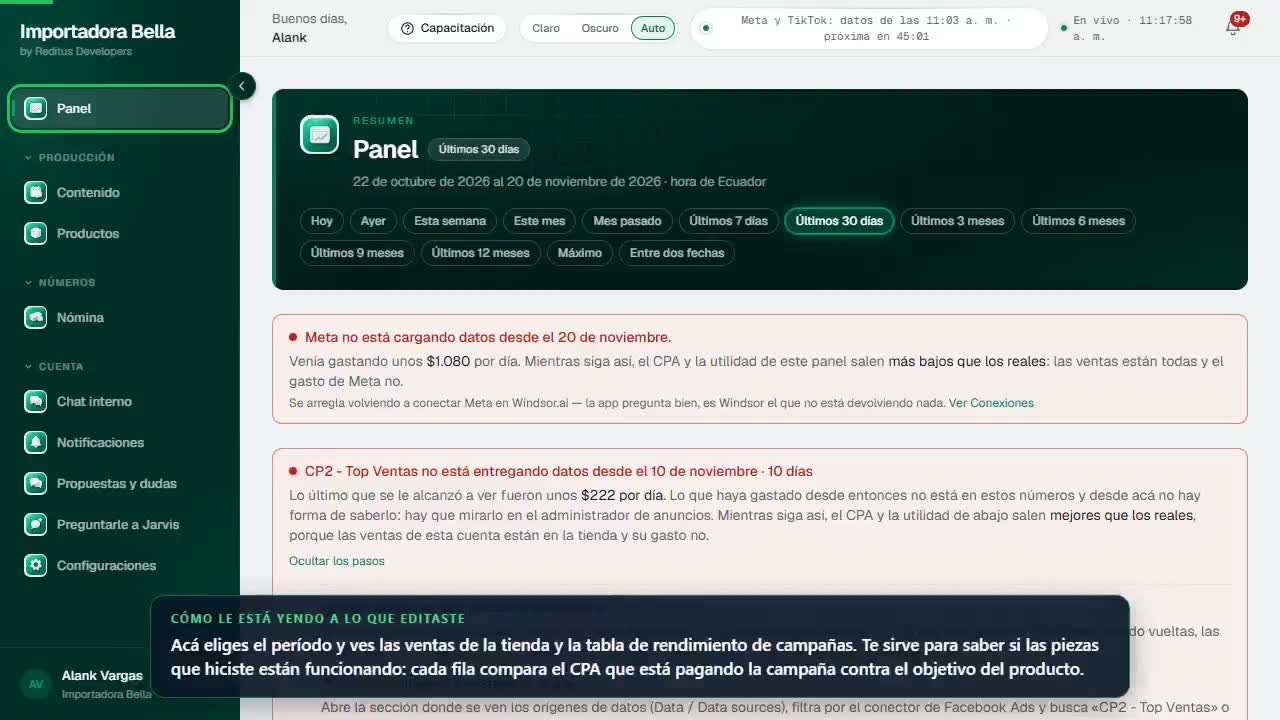 Importadora Bella
by Reditus Developers
Panel
PRODUCCIÓN
Contenido
Productos
NÚMEROS
Nómina
CUENTA
Chat interno
Notificaciones
Propuestas y dudas
Preguntarle a Jarvis
Configuraciones
AV
Alank Vargas
Importadora Bella
Buenos días,
Alank
Capacitación
Claro
Oscuro
Auto
Meta y TikTok: datos de las 11:03 a. m. ·
próxima en 45:01
En vivo · 11:17:58
a. m.
9+
RESUMEN
Panel
Últimos 30 días
22 de octubre de 2026 al 20 de noviembre de 2026 · hora de Ecuador
Hoy
Ayer
Esta semana
Este mes
Mes pasado
Últimos 7 días
Últimos 30 días
Últimos 3 meses
Últimos 6 meses
Últimos 9 meses
Últimos 12 meses
Máximo
Entre dos fechas
Meta no está cargando datos desde el 20 de noviembre.
Venía gastando unos $1.080 por día. Mientras siga así, el CPA y la utilidad de este panel salen más bajos que los reales: las ventas están todas y el
gasto de Meta no.
Se arregla volviendo a conectar Meta en Windsor.ai — la app pregunta bien, es Windsor el que no está devolviendo nada. Ver Conexiones
CP2 - Top Ventas no está entregando datos desde el 10 de noviembre · 10 días
Lo último que se le alcanzó a ver fueron unos $222 por día. Lo que haya gastado desde entonces no está en estos números y desde acá no hay
forma de saberlo: hay que mirarlo en el administrador de anuncios. Mientras siga así, el CPA y la utilidad de abajo salen mejores que los reales,
porque las ventas de esta cuenta están en la tienda y su gasto no.
Ocultar los pasos
vueltas, las
CÓMO LE ESTÁ YENDO A LO QUE EDITASTE
Acá eliges el período y ves las ventas de la tienda y la tabla de rendimiento de campañas. Te sirve para saber si las piezas
que hiciste están funcionando: cada fila compara el CPA que está pagando la campaña contra el objetivo del producto.
Abre la sección donde se ven los orígenes de datos (Data / Data sources), filtra por el conector de Facebook Ads y busca «CP2 - Top Ventas» o